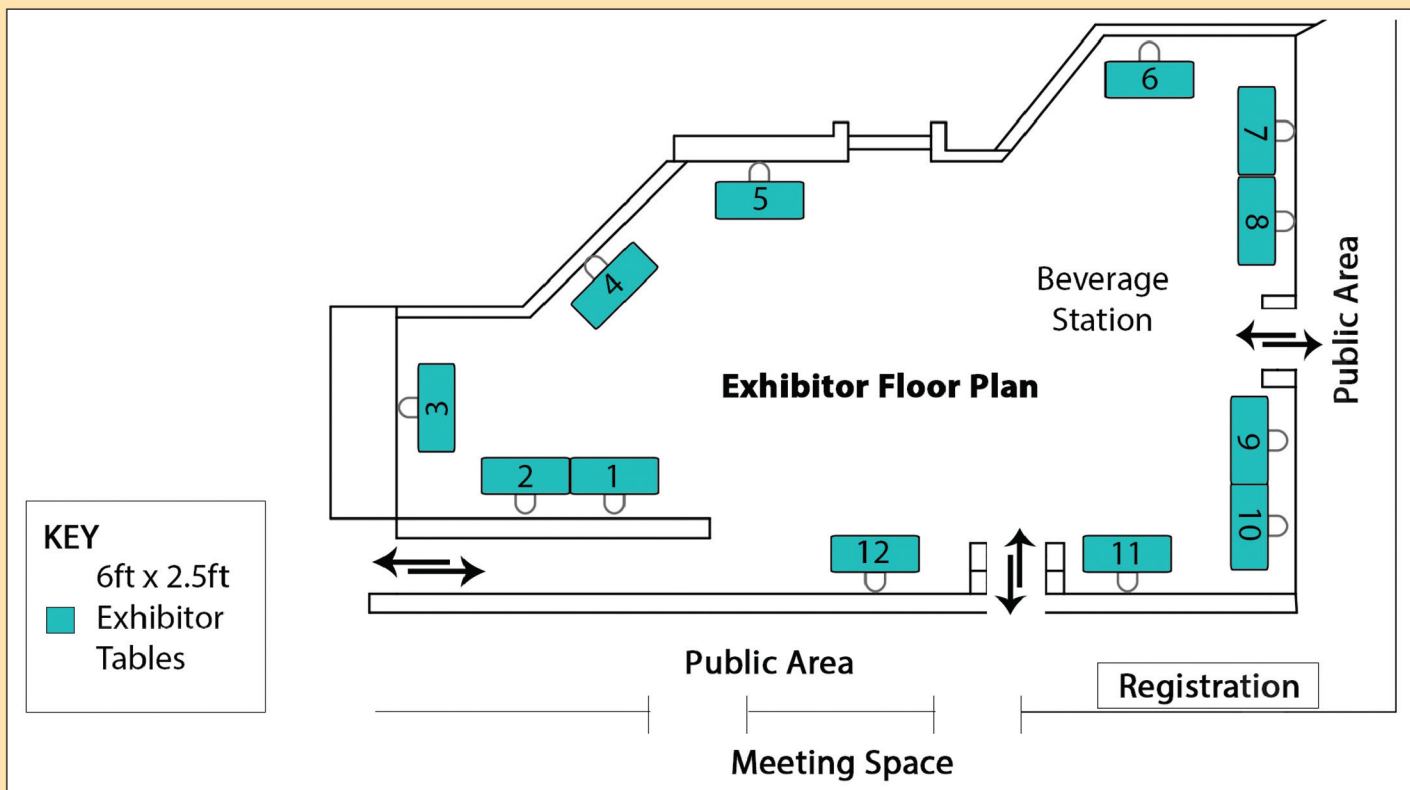 6
7
5
8
4
Beverage
Station
Public Area
Exhibitor Floor Plan
3
9
2
1
10
12
11
KEY
6ft x 2.5ft
Exhibitor
Tables
Public Area
Registration
Meeting Space